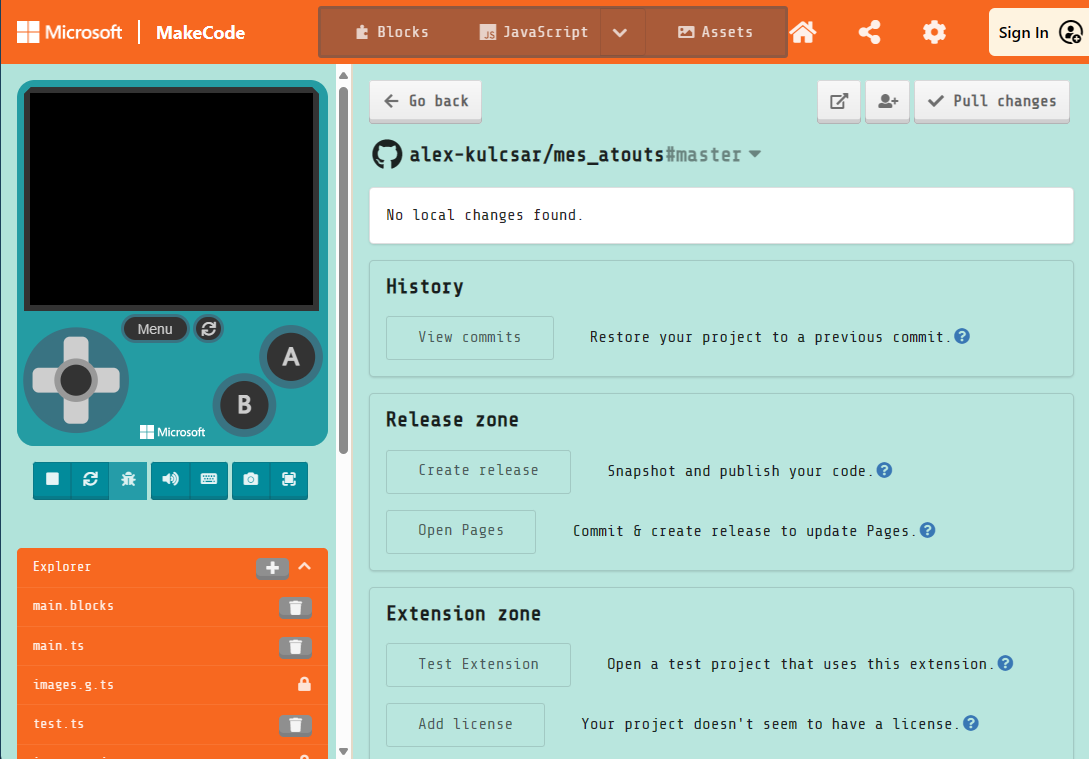 Microsoft MakeCode Blocks JS JavaScript Assets Sign In
Go back Pull changes
alex-kulcsar/mes_atouts#master
No local changes found.
History
View commits Restore your project to a previous commit. ?
Release zone
Create release Snapshot and publish your code. ?
Open Pages Commit & create release to update Pages. ?
Extension zone
Test Extension Open a test project that uses this extension. ?
Add license Your project doesn't seem to have a license. ?
Menu
A
B
Microsoft
Explorer
main.blocks
main.ts
images.g.ts
test.ts